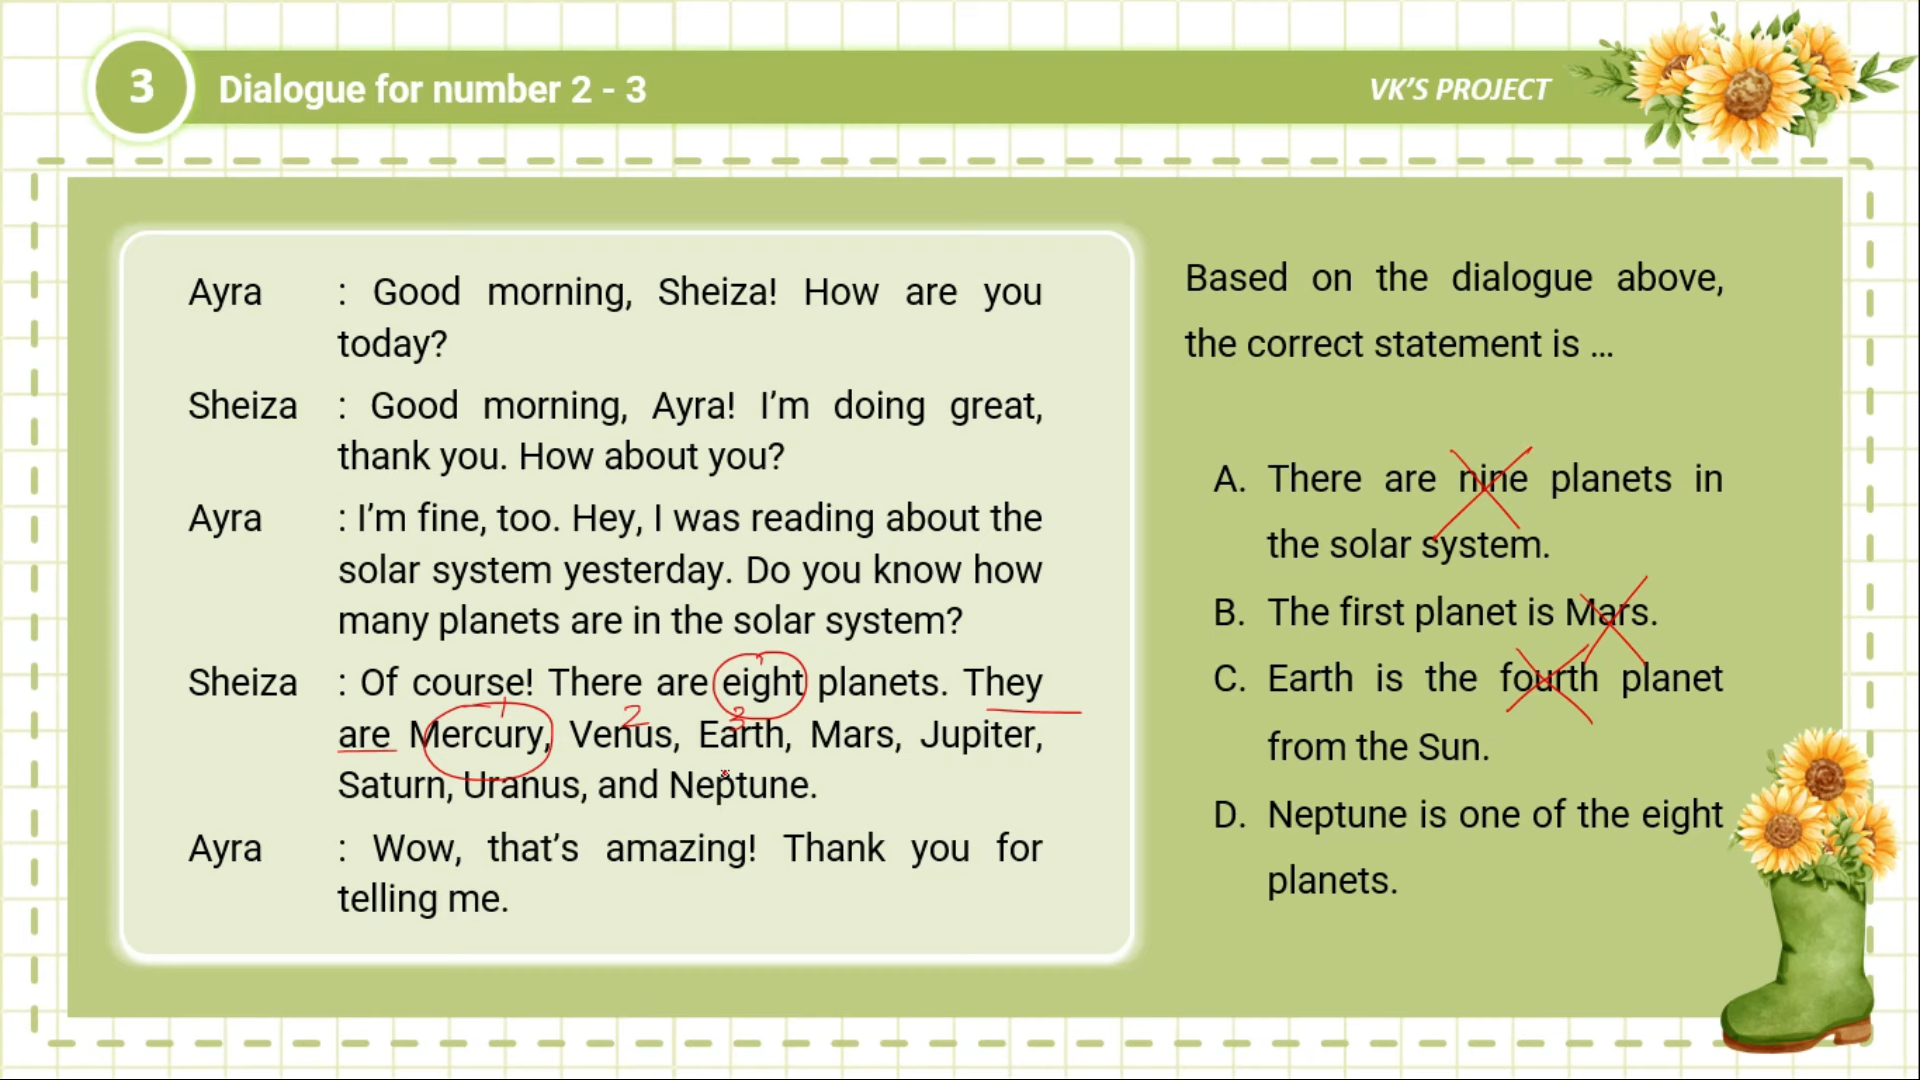 3 Dialogue for number 2 - 3 VK'S PROJECT
Ayra : Good morning, Sheiza! How are you
today?
Sheiza : Good morning, Ayra! I'm doing great,
thank you. How about you?
Ayra : I'm fine, too. Hey, I was reading about the
solar system yesterday. Do you know how
many planets are in the solar system?
Sheiza : Of course! There are eight planets. They
1 2 3
are Mercury, Venus, Earth, Mars, Jupiter,
Saturn, Uranus, and Neptune.
Ayra : Wow, that's amazing! Thank you for
telling me.
Based on the dialogue above,
the correct statement is ...
A. There are nine planets in
the solar system.
B. The first planet is Mars.
C. Earth is the fourth planet
from the Sun.
D. Neptune is one of the eight
planets.